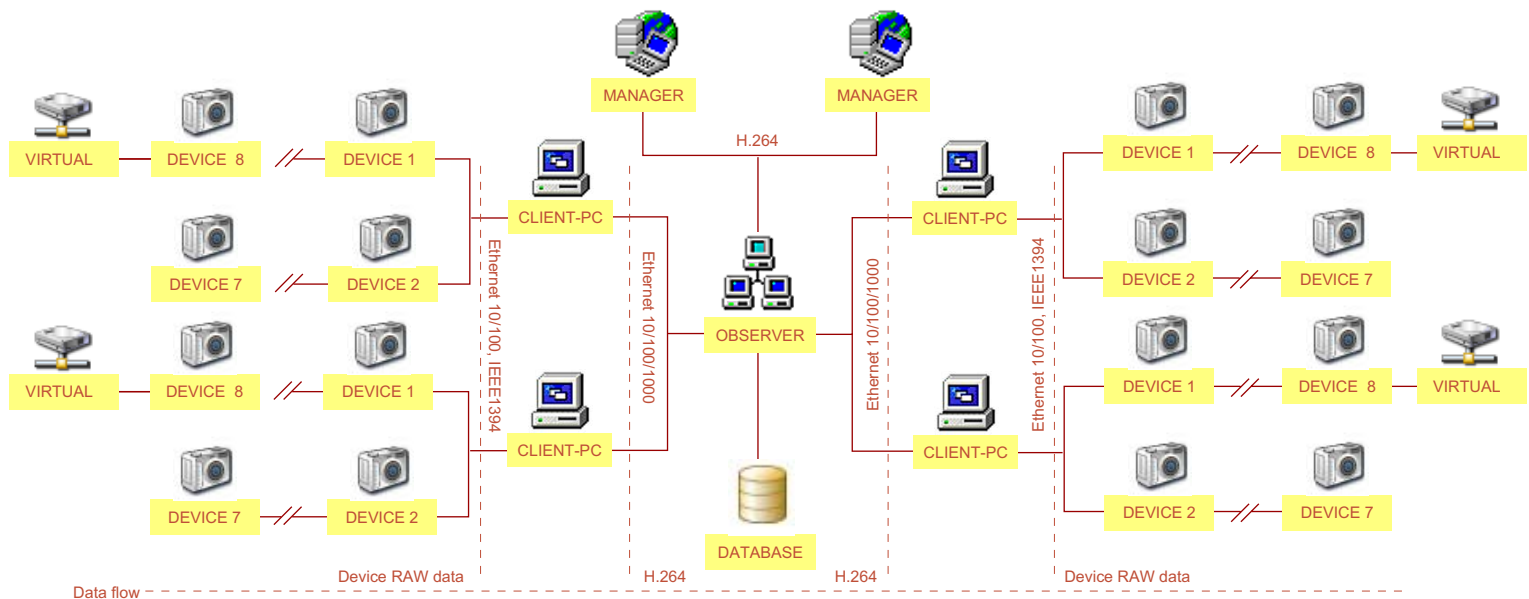 MANAGER
MANAGER
H.264
VIRTUAL
DEVICE 8
DEVICE 1
DEVICE 7
DEVICE 2
CLIENT-PC
VIRTUAL
DEVICE 8
DEVICE 1
DEVICE 7
DEVICE 2
CLIENT-PC
Ethernet 10/100, IEEE1394
Ethernet 10/100/1000
OBSERVER
DATABASE
Ethernet 10/100/1000
Ethernet 10/100, IEEE1394
CLIENT-PC
DEVICE 1
DEVICE 8
VIRTUAL
DEVICE 2
DEVICE 7
CLIENT-PC
DEVICE 1
DEVICE 8
VIRTUAL
DEVICE 2
DEVICE 7
Device RAW data
H.264
H.264
Device RAW data
Data flow